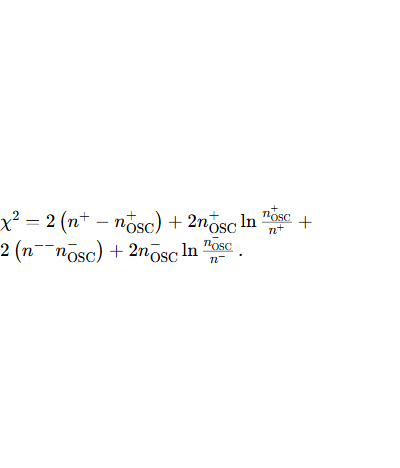 χ² = 2 (n⁺ − n⁺_OSC) + 2n⁺_OSC ln n⁺_OSC/n⁺ +
2 (n⁻⁻n⁻_OSC) + 2n⁻_OSC ln n⁻_OSC/n⁻ .